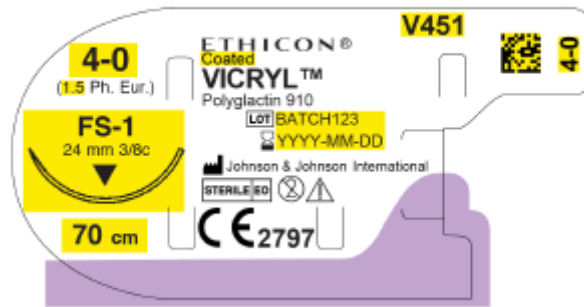 4-0
(1.5 Ph. Eur.)
FS-1
24 mm 3/8c
70 cm
ETHICON®
Coated
VICRYL™
Polyglactin 910
LOT BATCH123
YYYY-MM-DD
Johnson & Johnson International
STERILE EO
CE 2797
V451
4-0